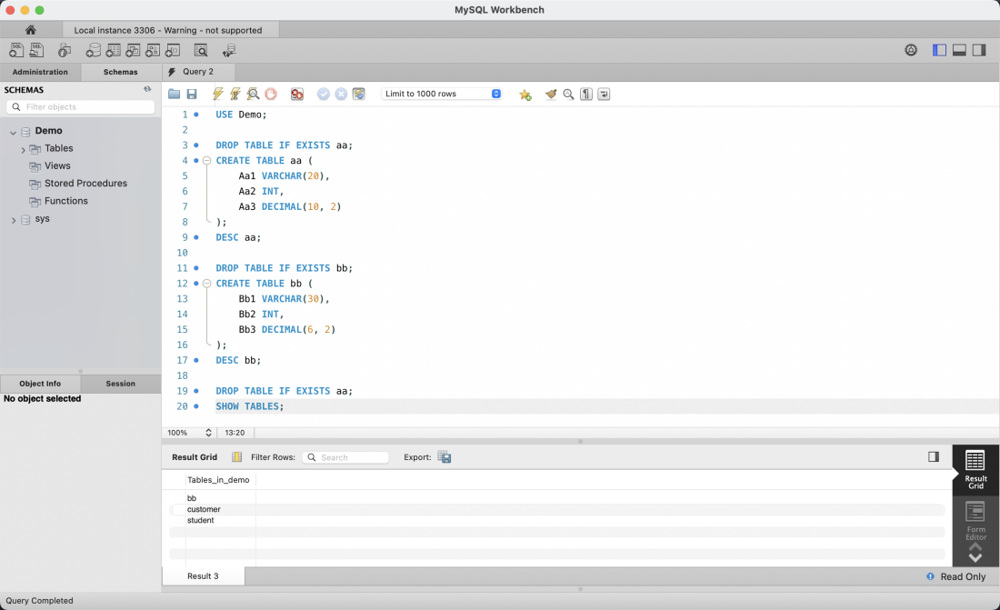 MySQL Workbench
Local instance 3306 - Warning - not supported
SQL SQL
Administration Schemas Query 2
SCHEMAS
Filter objects
Limit to 1000 rows
Demo
Tables
Views
Stored Procedures
Functions
sys
1 USE Demo;
2
3 DROP TABLE IF EXISTS aa;
4 CREATE TABLE aa (
5 Aa1 VARCHAR(20),
6 Aa2 INT,
7 Aa3 DECIMAL(10, 2)
8 );
9 DESC aa;
10
11 DROP TABLE IF EXISTS bb;
12 CREATE TABLE bb (
13 Bb1 VARCHAR(30),
14 Bb2 INT,
15 Bb3 DECIMAL(6, 2)
16 );
17 DESC bb;
18
19 DROP TABLE IF EXISTS aa;
20 SHOW TABLES;
Object Info Session
No object selected
100% 13:20
Result Grid Filter Rows: Search Export:
Tables_in_demo
bb
customer
student
Result
Grid
Form
Editor
Result 3
Read Only
Query Completed